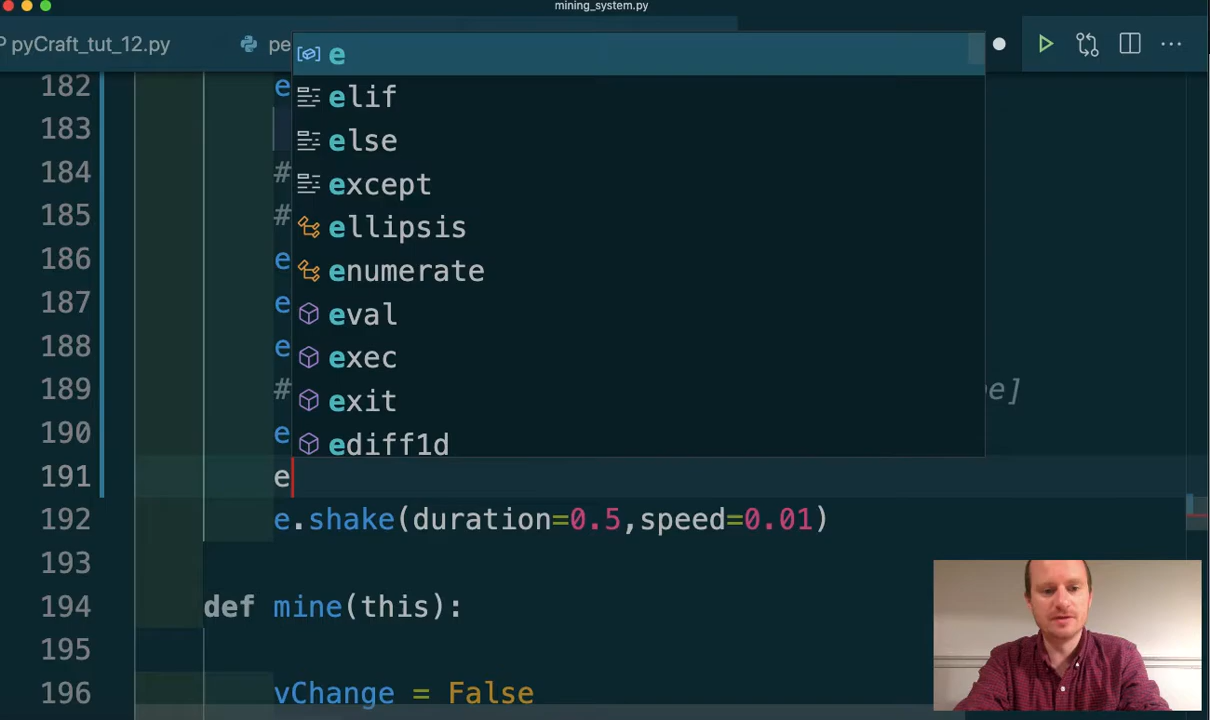 mining_system.py
pyCraft_tut_12.py
pe
e
elif
else
except
ellipsis
enumerate
eval
exec
exit
ediff1d
182 e
183
184 #
185 #
186 e
187 e
188 e
189 # e]
190 e
191 e
192 e.shake(duration=0.5,speed=0.01)
193
194 def mine(this):
195
196 vChange = False